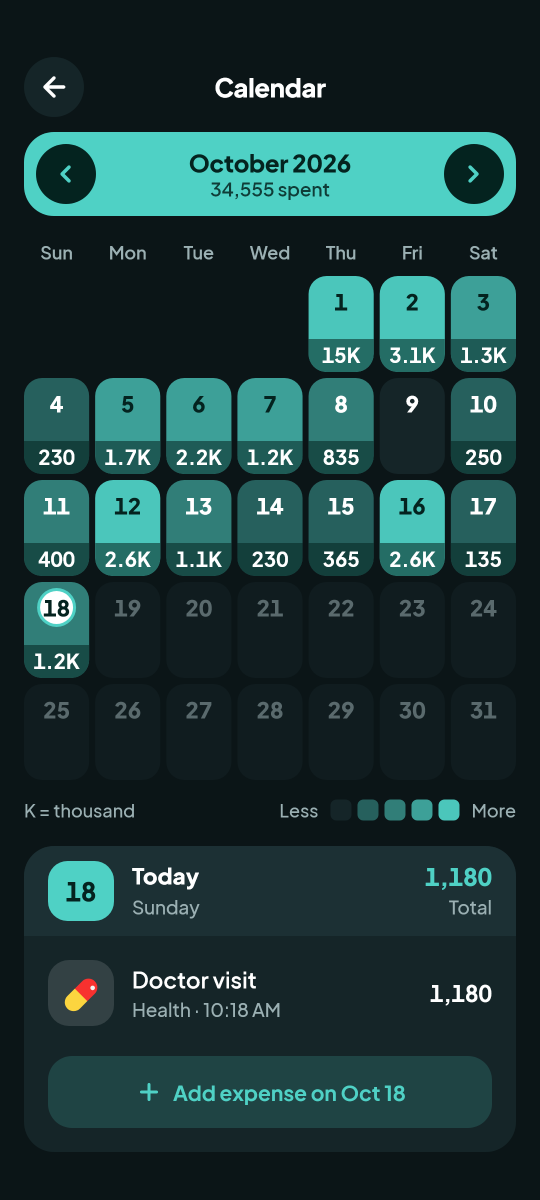 Calendar
October 2026
34,555 spent
Sun Mon Tue Wed Thu Fri Sat
1 2 3
15K 3.1K 1.3K
4 5 6 7 8 9 10
230 1.7K 2.2K 1.2K 835 250
11 12 13 14 15 16 17
400 2.6K 1.1K 230 365 2.6K 135
18 19 20 21 22 23 24
1.2K
25 26 27 28 29 30 31
K = thousand Less More
18 Today 1,180
Sunday Total
Doctor visit 1,180
Health · 10:18 AM
+ Add expense on Oct 18